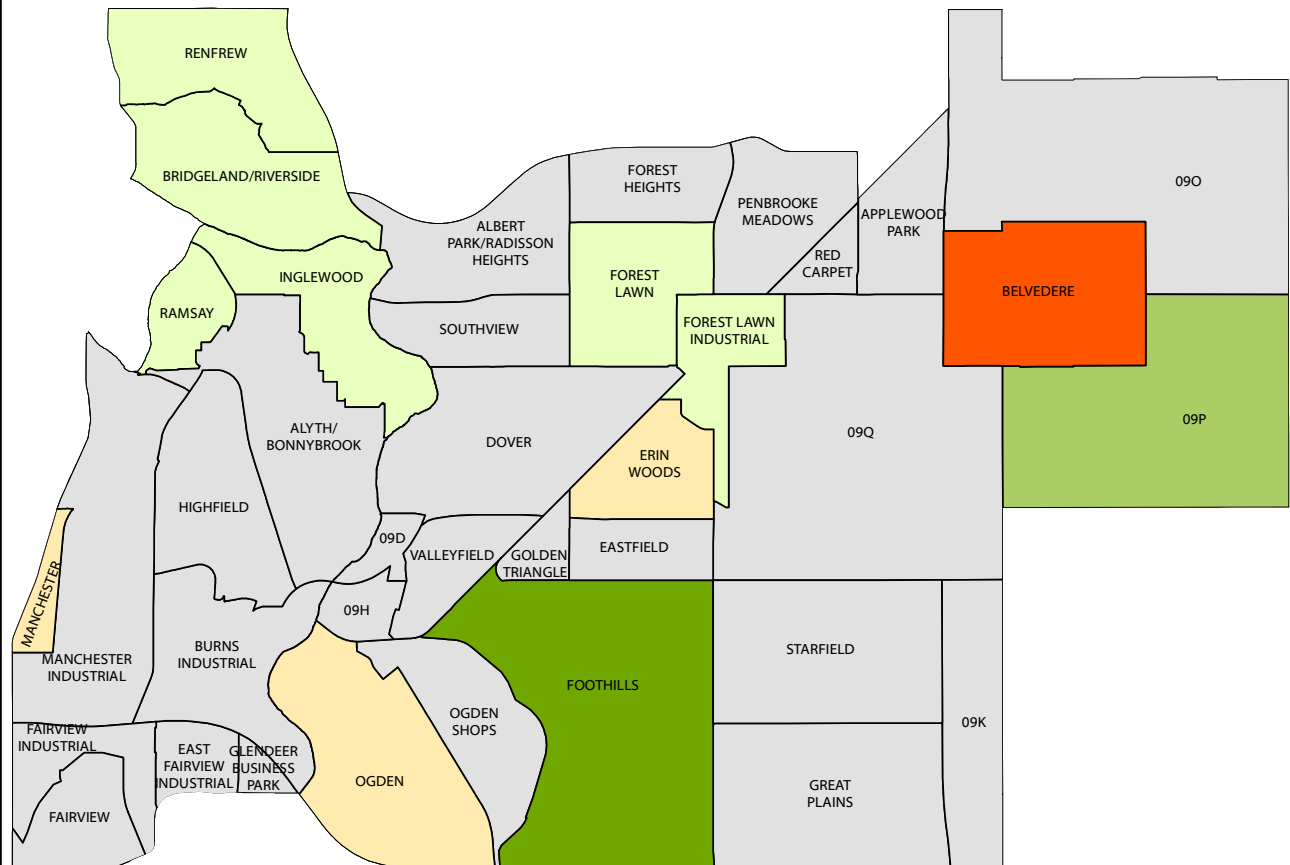 RENFREW
BRIDGELAND/RIVERSIDE
FOREST
HEIGHTS
PENBROOKE
MEADOWS
APPLEWOOD
PARK
09O
ALBERT
PARK/RADISSON
HEIGHTS
RED
CARPET
INGLEWOOD
FOREST
LAWN
BELVEDERE
RAMSAY
SOUTHVIEW
FOREST LAWN
INDUSTRIAL
ALYTH/
BONNYBROOK
DOVER
09Q
09P
ERIN
WOODS
HIGHFIELD
09D
VALLEYFIELD
GOLDEN
TRIANGLE
EASTFIELD
MANCHESTER
09H
MANCHESTER
INDUSTRIAL
BURNS
INDUSTRIAL
STARFIELD
FOOTHILLS
OGDEN
SHOPS
09K
FAIRVIEW
INDUSTRIAL
EAST
FAIRVIEW
INDUSTRIAL
GLENDEER
BUSINESS
PARK
OGDEN
GREAT
PLAINS
FAIRVIEW